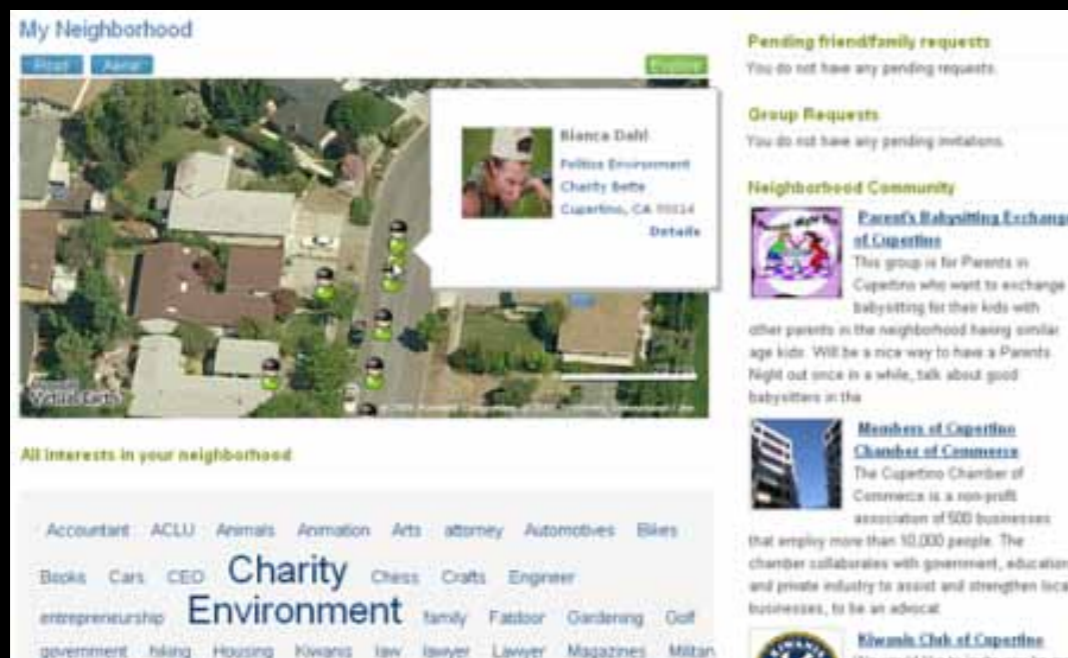 My Neighborhood
Road Aerial
Bianca Dahl
Politics Environment
Charity Bette
Cupertino, CA
Details
Virtual Earth
All interests in your neighborhood
Accountant ACLU Animals Animation Arts attorney Automotives Bikes
Books Cars CEO Charity Chess Crafts Engineer
entrepreneurship Environment family Fatdoor Gardening Golf
government hiking Housing Kiwanis law lawyer Lawyer Magazines Militan
Pending friend/family requests
You do not have any pending requests.
Group Requests
You do not have any pending invitations.
Neighborhood Community
Parent's Babysitting Exchange
of Cupertino
This group is for Parents in
Cupertino who want to exchange
babysitting for their kids with
other parents in the neighborhood having similar
age kids. Will be a nice way to have a Parents
Night out once in a while, talk about good
babysitters in the
Members of Cupertino
Chamber of Commerce
The Cupertino Chamber of
Commerce is a non-profit
association of 500 businesses
that employ more than 10,000 people. The
chamber collaborates with government, education
and private industry to assist and strengthen loca
businesses, to be an advocat
Kiwanis Club of Cupertino